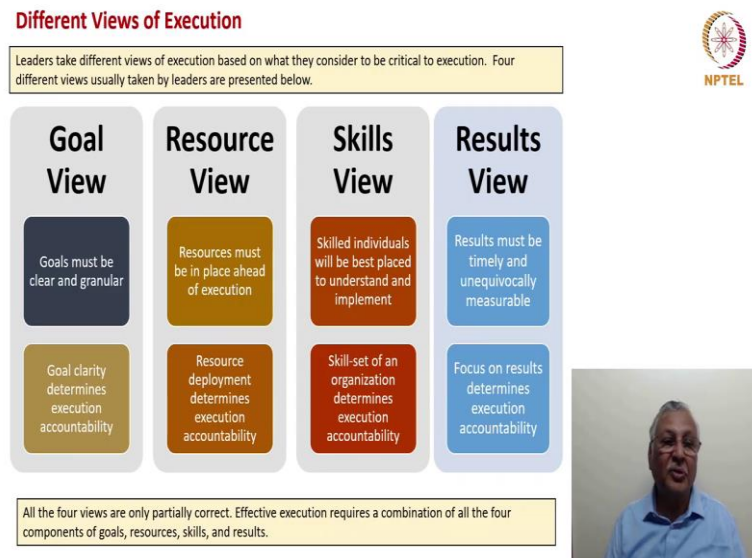 Different Views of Execution
NPTEL
Leaders take different views of execution based on what they consider to be critical to execution. Four
different views usually taken by leaders are presented below.
Goal
View
Goals must be
clear and granular
Goal clarity
determines
execution
accountability
Resource
View
Resources must
be in place ahead
of execution
Resource
deployment
determines
execution
accountability
Skills
View
Skilled individuals
will be best placed
to understand and
implement
Skill-set of an
organization
determines
execution
accountability
Results
View
Results must be
timely and
unequivocally
measurable
Focus on results
determines
execution
accountability
All the four views are only partially correct. Effective execution requires a combination of all the four
components of goals, resources, skills, and results.